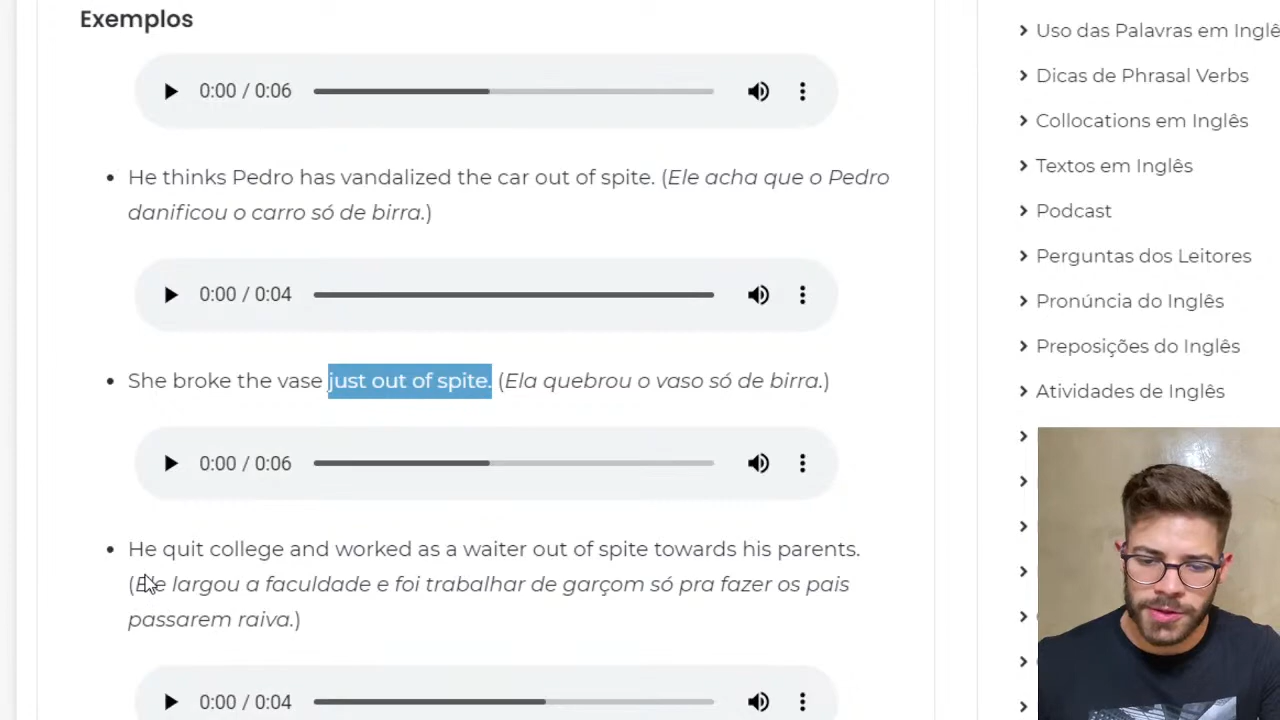 Exemplos
0:00 / 0:06
He thinks Pedro has vandalized the car out of spite. (Ele acha que o Pedro
danificou o carro só de birra.)
0:00 / 0:04
She broke the vase just out of spite. (Ela quebrou o vaso só de birra.)
0:00 / 0:06
He quit college and worked as a waiter out of spite towards his parents.
(Ele largou a faculdade e foi trabalhar de garçom só pra fazer os pais
passarem raiva.)
0:00 / 0:04
Uso das Palavras em Inglê
Dicas de Phrasal Verbs
Collocations em Inglês
Textos em Inglês
Podcast
Perguntas dos Leitores
Pronúncia do Inglês
Preposições do Inglês
Atividades de Inglês